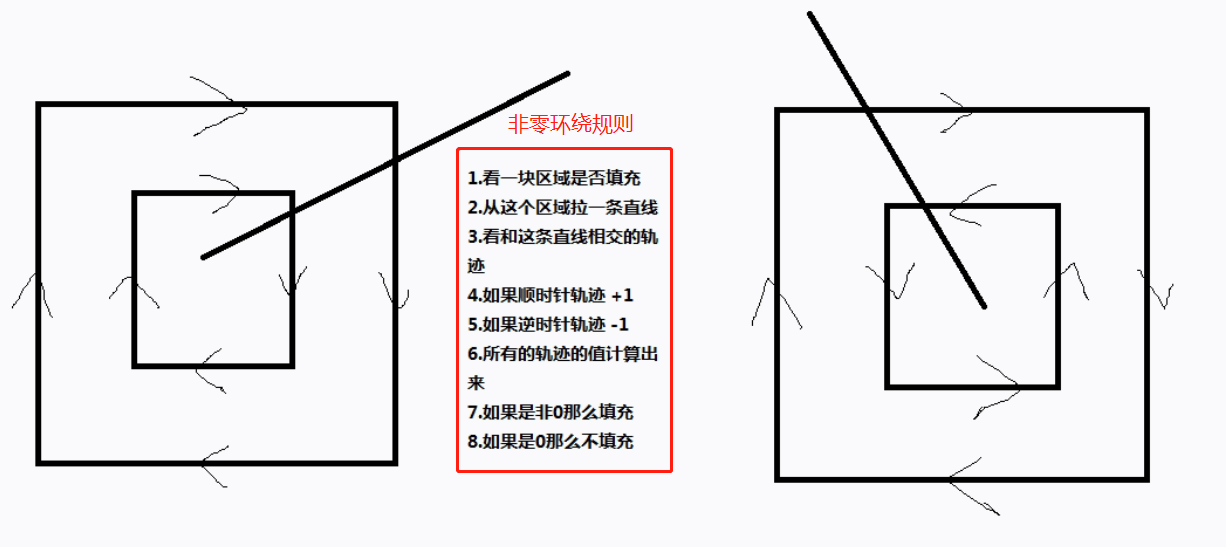 非零环绕规则
1.看一块区域是否填充
2.从这个区域拉一条直线
3.看和这条直线相交的轨
迹
4.如果顺时针轨迹 +1
5.如果逆时针轨迹 -1
6.所有的轨迹的值计算出
来
7.如果是非0那么填充
8.如果是0那么不填充